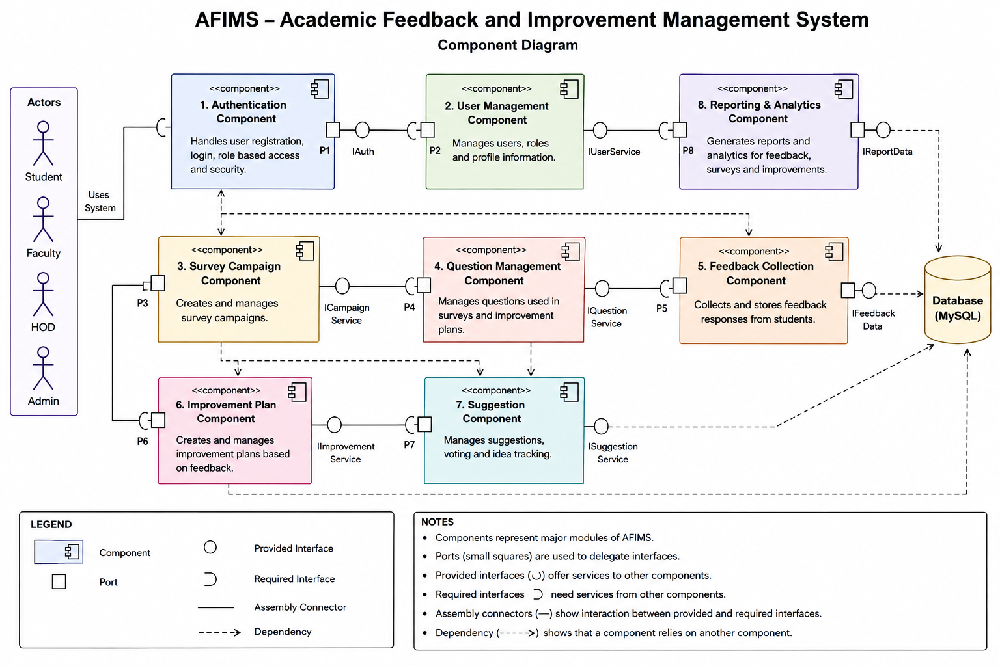 AFIMS – Academic Feedback and Improvement Management System
Component Diagram
Actors
Student
Faculty
HOD
Admin
Uses
System
<<component>>
1. Authentication
Component
Handles user registration,
login, role based access
and security.
P1
IAuth
<<component>>
2. User Management
Component
Manages users, roles
and profile information.
P2
IUserService
<<component>>
8. Reporting & Analytics
Component
Generates reports and
analytics for feedback,
surveys and improvements.
P8
IReportData
<<component>>
3. Survey Campaign
Component
Creates and manages
survey campaigns.
P3
ICampaign
Service
<<component>>
4. Question Management
Component
Manages questions used in
surveys and improvement
plans.
P4
IQuestion
Service
<<component>>
5. Feedback Collection
Component
Collects and stores feedback
responses from students.
P5
IFeedback
Data
Database
(MySQL)
<<component>>
6. Improvement Plan
Component
Creates and manages
improvement plans based
on feedback.
P6
IImprovement
Service
<<component>>
7. Suggestion
Component
Manages suggestions,
voting and idea tracking.
P7
ISuggestion
Service
LEGEND
Component
Port
Provided Interface
Required Interface
Assembly Connector
Dependency
NOTES
• Components represent major modules of AFIMS.
• Ports (small squares) are used to delegate interfaces.
• Provided interfaces (◡) offer services to other components.
• Required interfaces ⊃ need services from other components.
• Assembly connectors (—) show interaction between provided and required interfaces.
• Dependency (----->) shows that a component relies on another component.